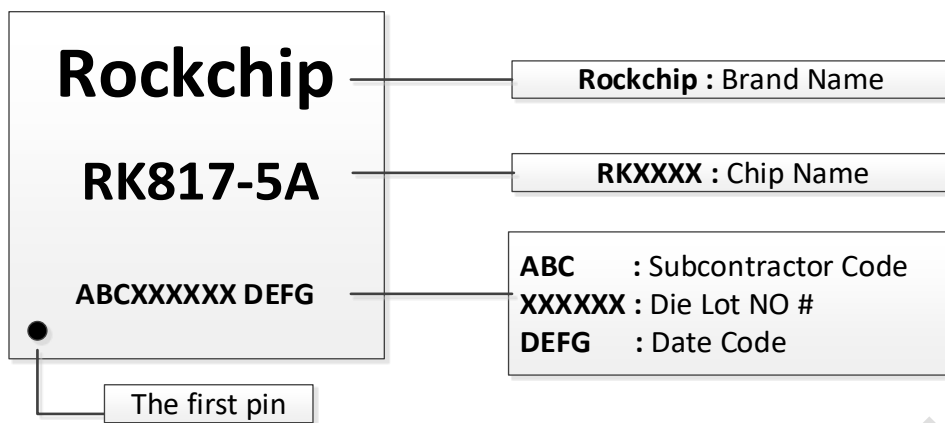 Rockchip
Rockchip : Brand Name
RK817-5A
RKXXXX : Chip Name
ABCXXXXXX DEFG
ABC : Subcontractor Code
XXXXXX : Die Lot NO #
DEFG : Date Code
The first pin